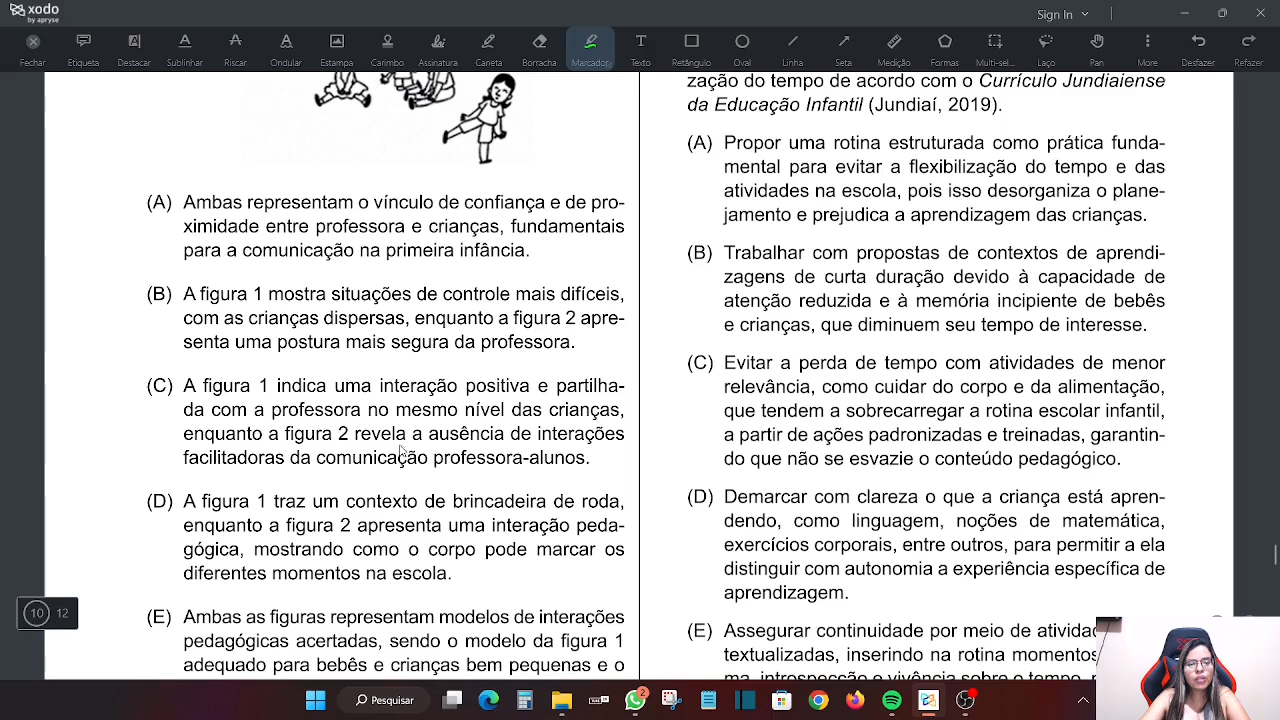 xodo
by apryse
Sign In
Fechar
Etiqueta
Destacar
Sublinha...
Risca...
Ondular
Estampa
Carimbo
Assinatura
Caneta
Borracha
Marcador...
Texto
Retângulo
Oval
Linha
Seta
Medição
Formas
Multi-sel...
Laço
Panorâ...
Menu
Desfazer
Refazer
(A) Ambas representam o vínculo de confiança e de pro-
ximidade entre professora e crianças, fundamentais
para a comunicação na primeira infância.
(B) A figura 1 mostra situações de controle mais difíceis,
com as crianças dispersas, enquanto a figura 2 apre-
senta uma postura mais segura da professora.
(C) A figura 1 indica uma interação positiva e partilha-
da com a professora no mesmo nível das crianças,
enquanto a figura 2 revela a ausência de interações
facilitadoras da comunicação professora-alunos.
(D) A figura 1 traz um contexto de brincadeira de roda,
enquanto a figura 2 apresenta uma interação peda-
gógica, mostrando como o corpo pode marcar os
diferentes momentos na escola.
(E) Ambas as figuras representam modelos de interações
pedagógicas acertadas, sendo o modelo da figura 1
adequado para bebês e crianças bem pequenas e o
zação do tempo de acordo com o Currículo Jundiaiense
da Educação Infantil (Jundiaí, 2019).
(A) Propor uma rotina estruturada como prática funda-
mental para evitar a flexibilização do tempo e das
atividades na escola, pois isso desorganiza o plane-
jamento e prejudica a aprendizagem das crianças.
(B) Trabalhar com propostas de contextos de aprendi-
zagens de curta duração devido à capacidade de
atenção reduzida e à memória incipiente de bebês
e crianças, que diminuem seu tempo de interesse.
(C) Evitar a perda de tempo com atividades de menor
relevância, como cuidar do corpo e da alimentação,
que tendem a sobrecarregar a rotina escolar infantil,
a partir de ações padronizadas e treinadas, garantin-
do que não se esvazie o conteúdo pedagógico.
(D) Demarcar com clareza o que a criança está apren-
dendo, como linguagem, noções de matemática,
exercícios corporais, entre outros, para permitir a ela
distinguir com autonomia a experiência específica de
aprendizagem.
(E) Assegurar continuidade por meio de
textualizadas, inserindo na rotina momentos
ma, introspecção e vivência sobre o tempo,
10 12
Pesquisar
2